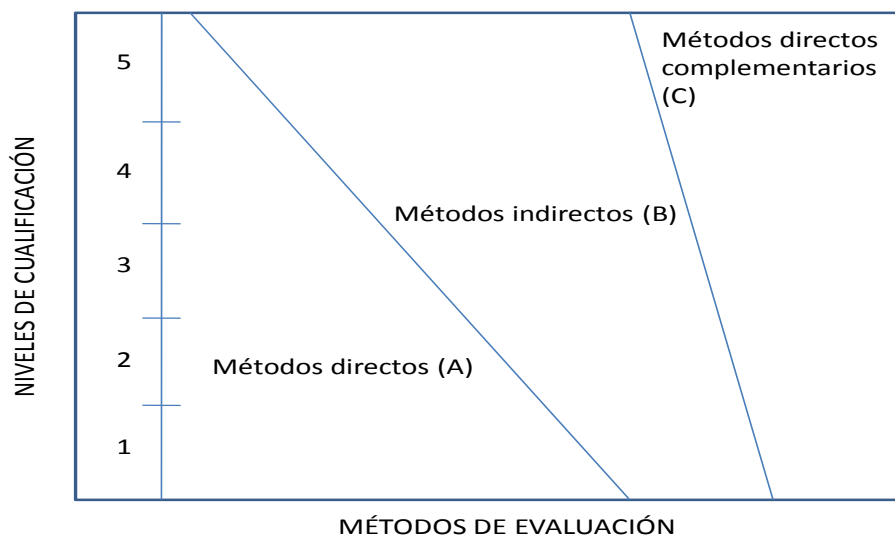 NIVELES DE CUALIFICACIÓN
5
4
3
2
1
Métodos directos
complementarios
(C)
Métodos indirectos (B)
Métodos directos (A)
MÉTODOS DE EVALUACIÓN